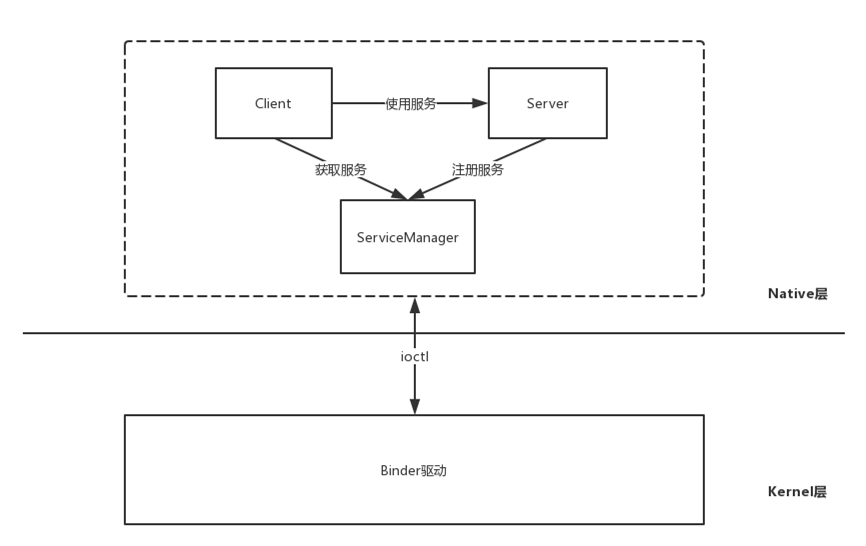 Client
使用服务
Server
获取服务
注册服务
ServiceManager
Native层
ioctl
Binder驱动
Kernel层